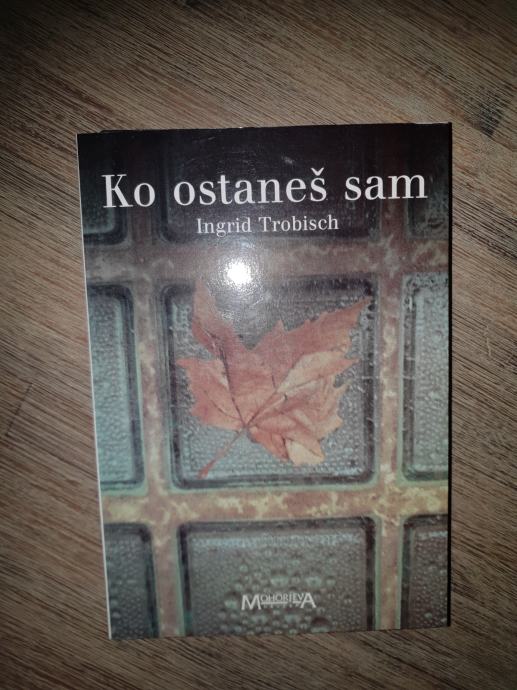 Ko ostaneš sam
Ingrid Trobisch
MOHORJEVA